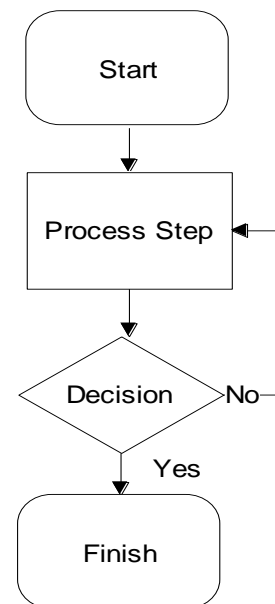 Start
Process Step
Decision
No
Yes
Finish